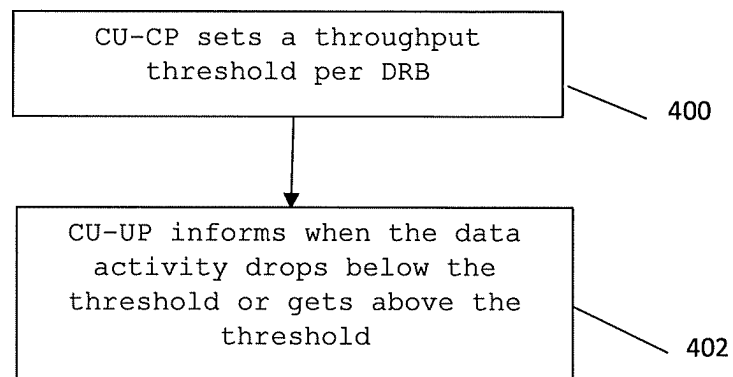 CU-CP sets a throughput
threshold per DRB
400
CU-UP informs when the data
activity drops below the
threshold or gets above the
threshold
402